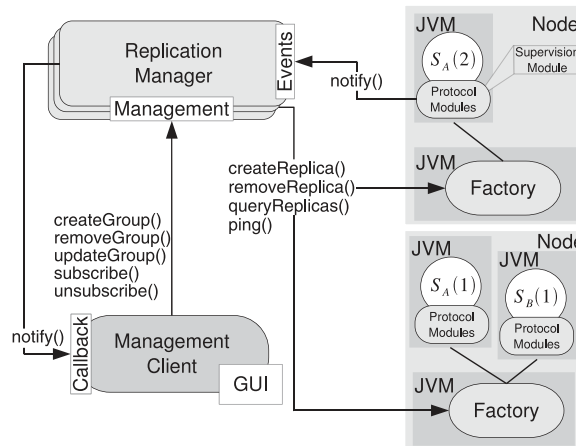 Replication
Manager
Events
Management
notify()
JVM
Node
S_A(2)
Supervision
Module
Protocol
Modules
JVM
Factory
createReplica()
removeReplica()
queryReplicas()
ping()
createGroup()
removeGroup()
updateGroup()
subscribe()
unsubscribe()
notify()
Callback
Management
Client
GUI
Node
JVM
S_A(1)
Protocol
Modules
JVM
S_B(1)
Protocol
Modules
JVM
Factory